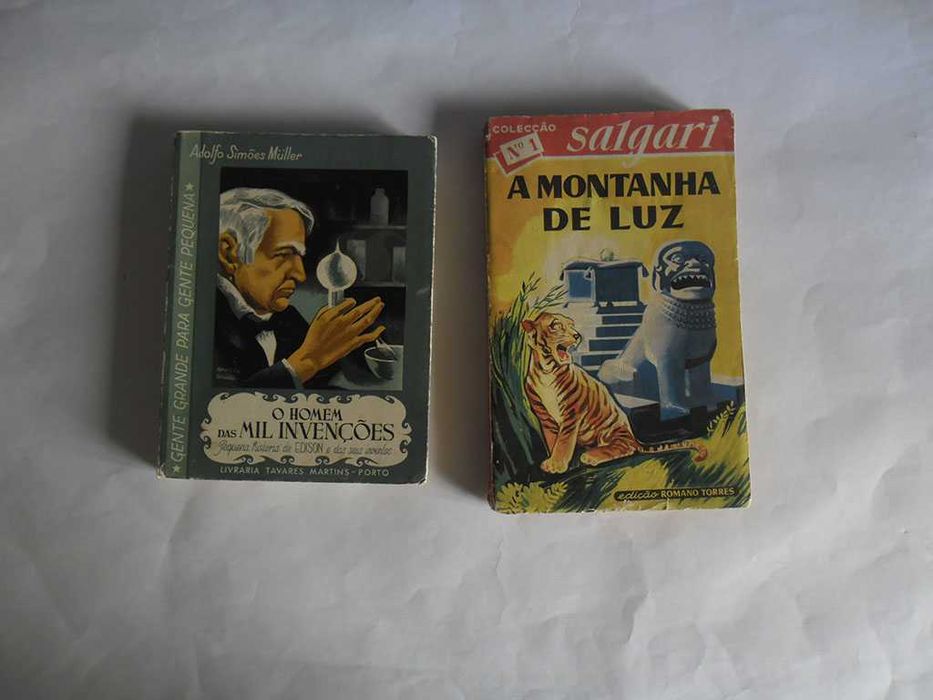 Adolfo Simões Müller
★ GENTE GRANDE PARA GENTE PEQUENA ★
O HOMEM
DAS MIL INVENÇÕES
Pequena história de EDISON e dos seus inventos
LIVRARIA TAVARES MARTINS - PORTO
COLECÇÃO
Nº 1
salgari
A MONTANHA
DE LUZ
edição ROMANO TORRES